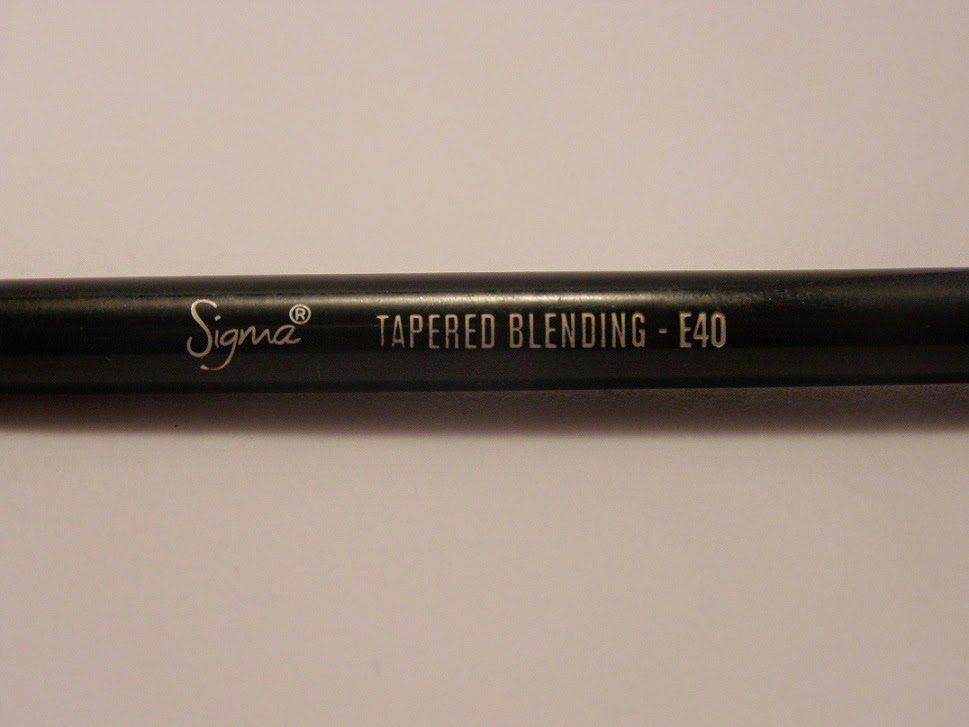 Sigma® TAPERED BLENDING - E40